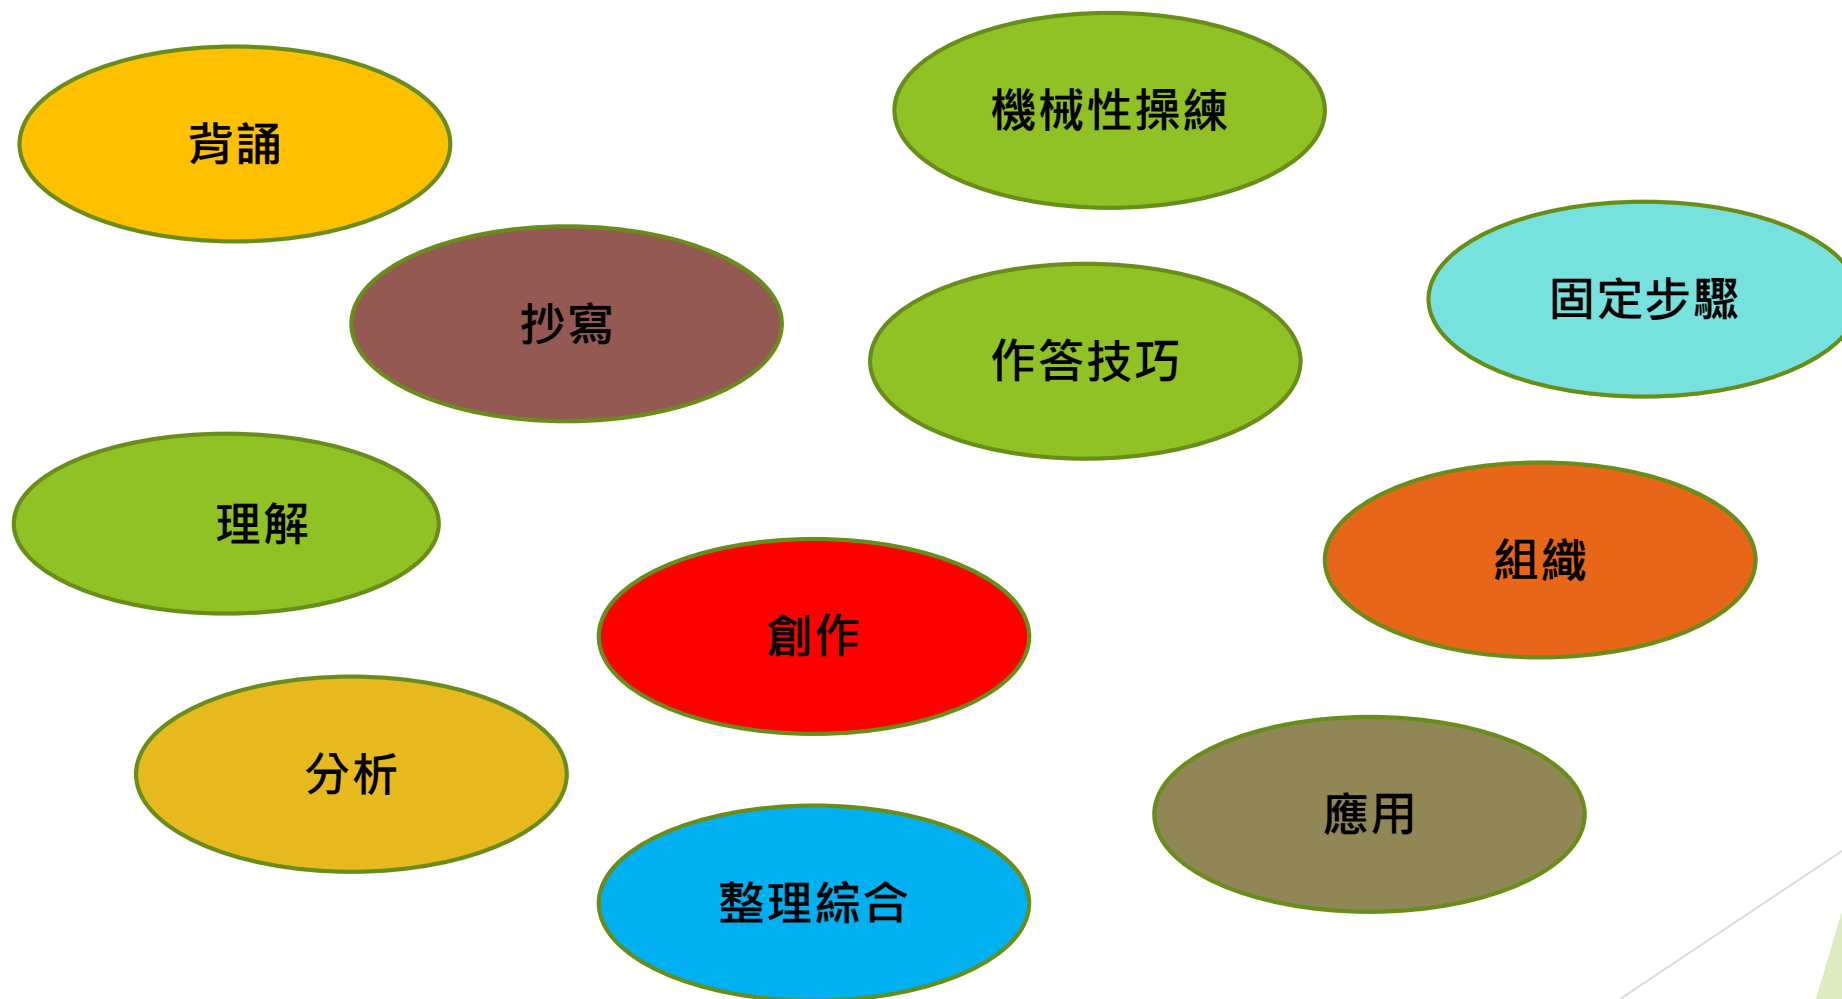 背誦
機械性操練
抄寫
作答技巧
固定步驟
理解
創作
組織
分析
整理綜合
應用